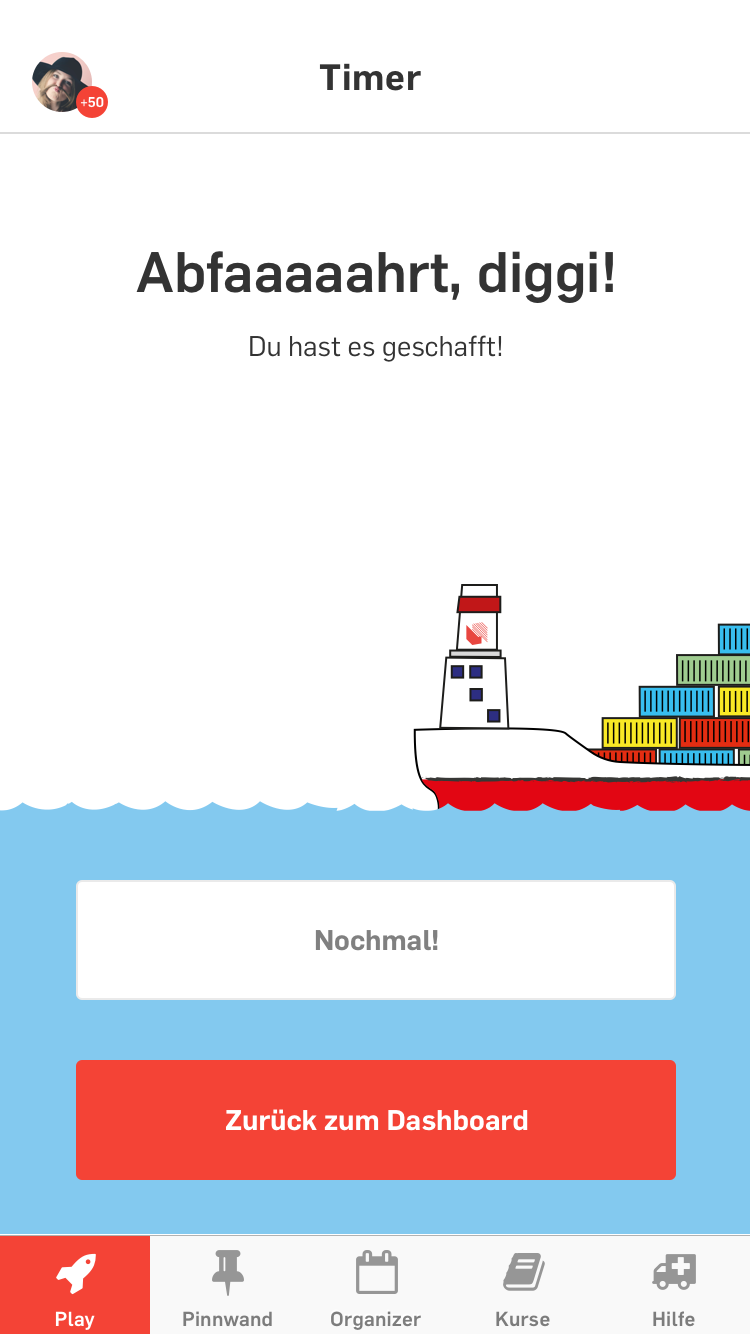 +50
Timer
Abfaaaaahrt, diggi!
Du hast es geschafft!
Nochmal!
Zurück zum Dashboard
Play
Pinnwand
Organizer
Kurse
Hilfe